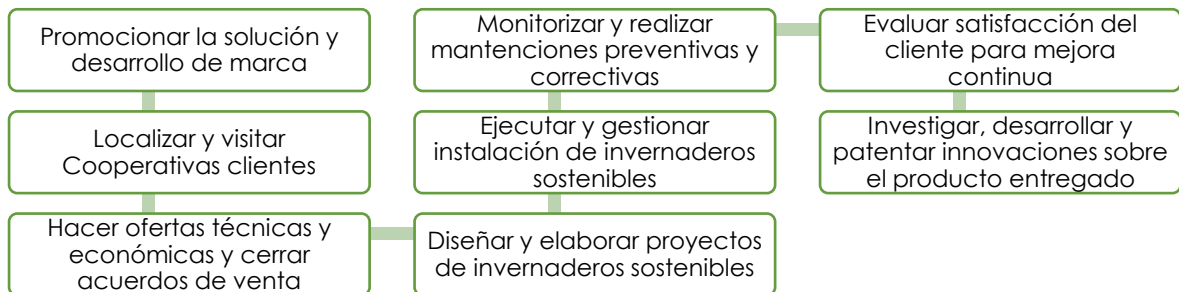 Promocionar la solución y
desarrollo de marca
Localizar y visitar
Cooperativas clientes
Hacer ofertas técnicas y
económicas y cerrar
acuerdos de venta
Diseñar y elaborar proyectos
de invernaderos sostenibles
Ejecutar y gestionar
instalación de invernaderos
sostenibles
Monitorizar y realizar
mantenciones preventivas y
correctivas
Evaluar satisfacción del
cliente para mejora
continua
Investigar, desarrollar y
patentar innovaciones sobre
el producto entregado